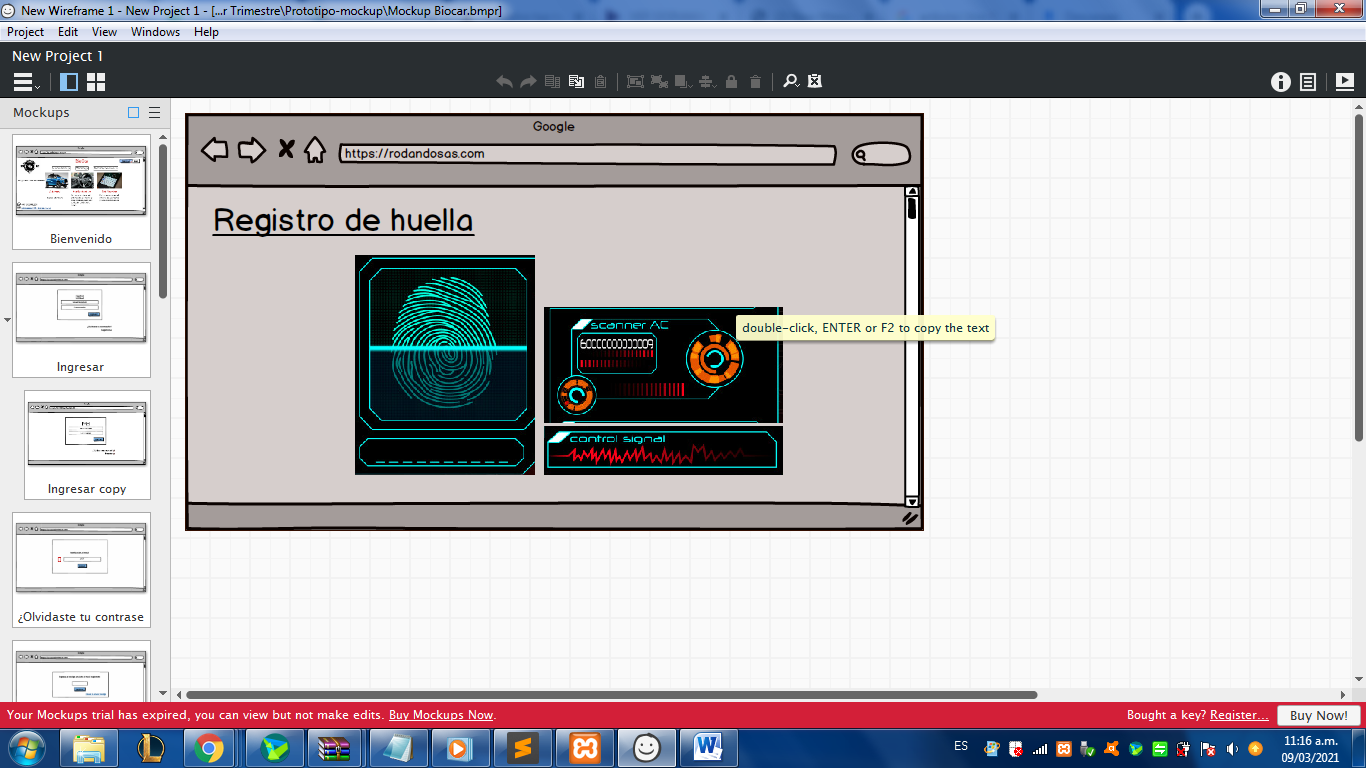 New Wireframe 1 - New Project 1 - [...r Trimestre\Prototipo-mockup\Mockup Biocar.bmpr]
Project Edit View Windows Help
New Project 1
Mockups
Bienvenido
Ingresar
Ingresar copy
¿Olvidaste tu contrase
Google
https://rodandosas.com
Registro de huella
scanner AC
double-click, ENTER or F2 to copy the text
control signal
Your Mockups trial has expired, you can view but not make edits. Buy Mockups Now.
Bought a key? Register... Buy Now!
ES
11:16 a.m.
09/03/2021